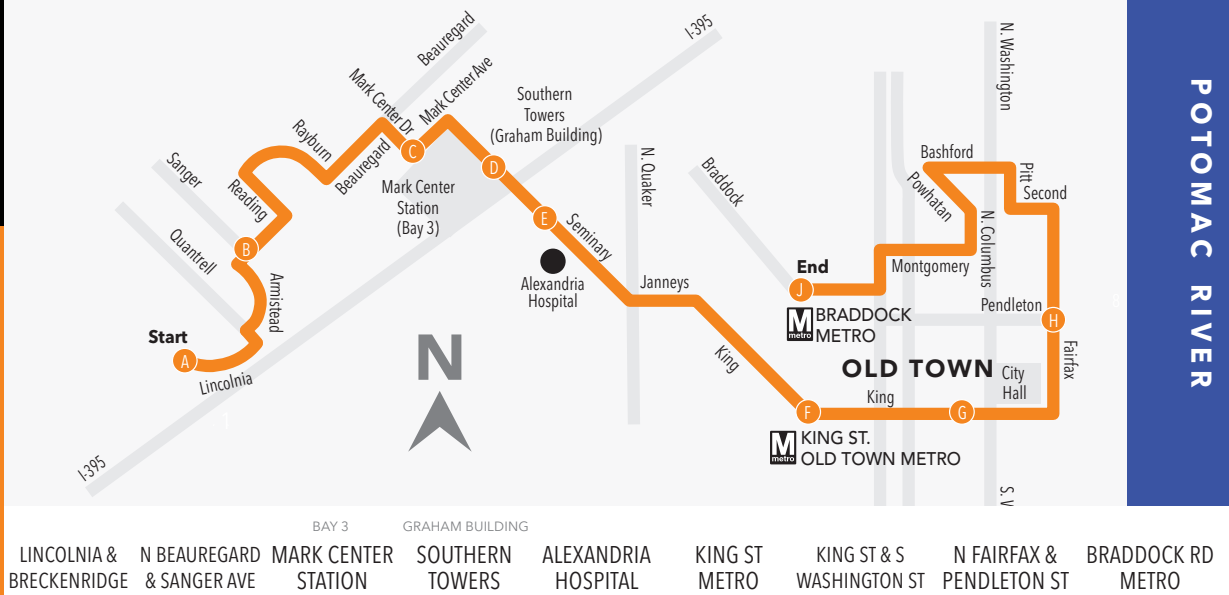 Beauregard
I-395
N. Washington
Mark Center Dr
Mark Center Ave
Southern
Towers
(Graham Building)
Rayburn
C
Sanger
Beauregard
D
N. Quaker
Braddock
Bashford
Pitt
Mark Center
Station
(Bay 3)
Reading
Powhatan
Second
E
Seminary
N. Columbus
Quantrell
B
Armistead
Alexandria
Hospital
Janneys
End
J
Montgomery
M
metro
BRADDOCK
METRO
Pendleton
H
Start
A
Lincolnia
N
King
OLD TOWN
City
Hall
Fairfax
King
F
G
M
metro
KING ST.
OLD TOWN METRO
I-395
POTOMAC RIVER
BAY 3
GRAHAM BUILDING
LINCOLNIA &
BRECKENRIDGE
N BEAUREGARD
& SANGER AVE
MARK CENTER
STATION
SOUTHERN
TOWERS
ALEXANDRIA
HOSPITAL
KING ST
METRO
KING ST & S
WASHINGTON ST
N FAIRFAX &
PENDLETON ST
BRADDOCK RD
METRO